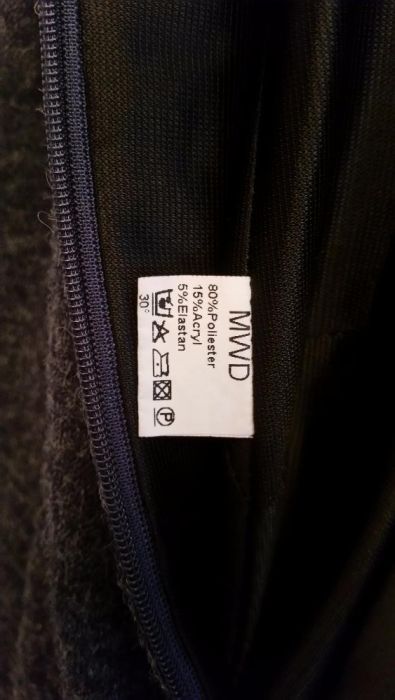 MWD
80%Poliester
15%Acryl
5%Elastan
30°
P